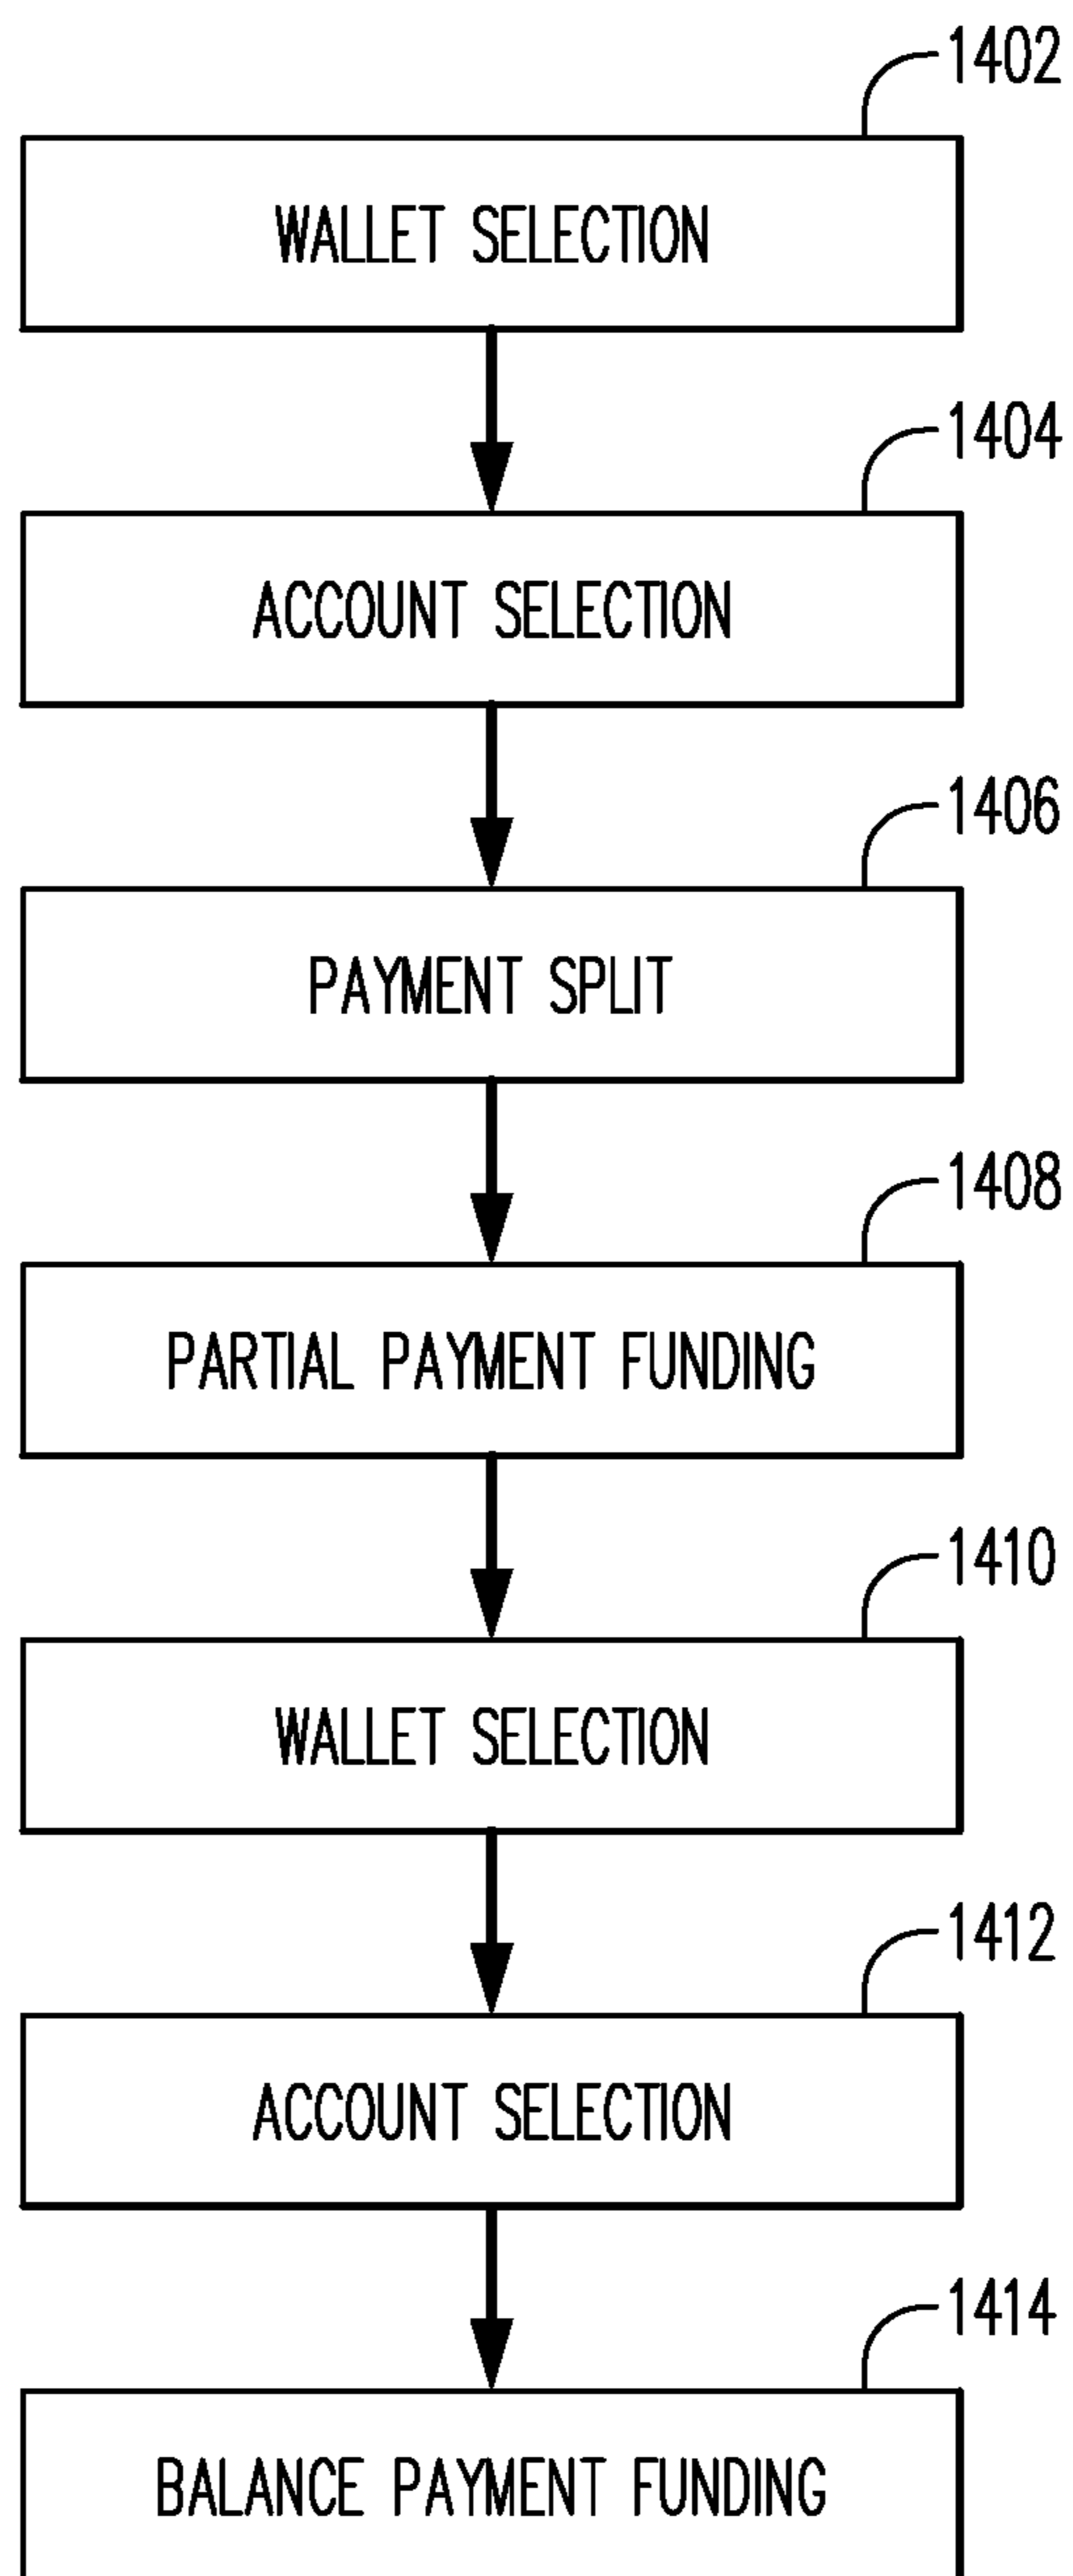 1402
WALLET SELECTION
1404
ACCOUNT SELECTION
1406
PAYMENT SPLIT
1408
PARTIAL PAYMENT FUNDING
1410
WALLET SELECTION
1412
ACCOUNT SELECTION
1414
BALANCE PAYMENT FUNDING